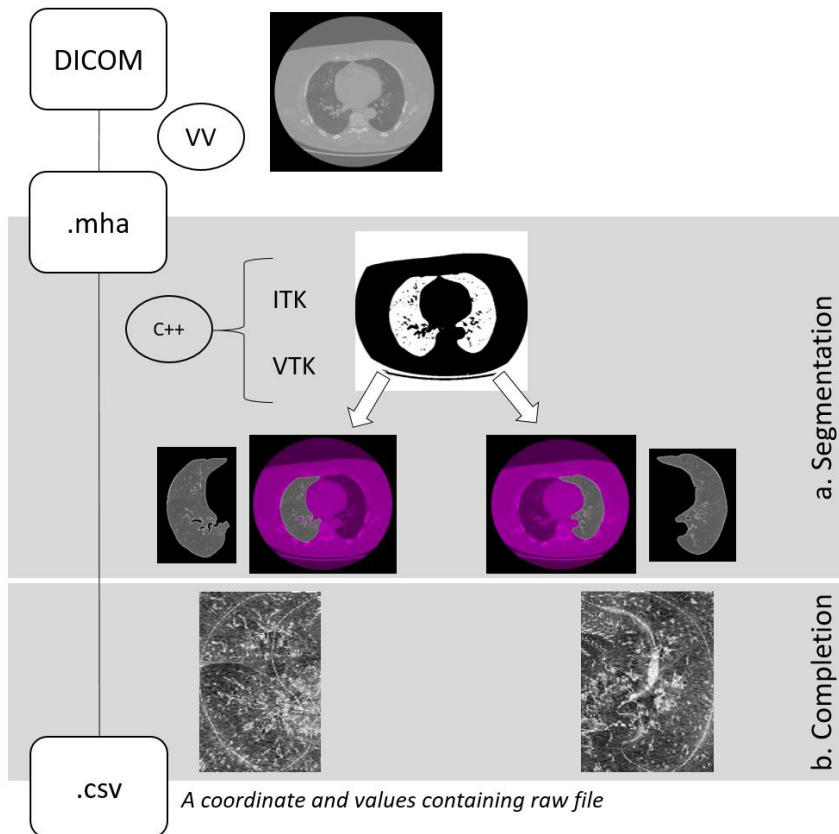 DICOM
VV
.mha
ITK
C++
VTK
a. Segmentation
b. Completion
.csv
A coordinate and values containing raw file